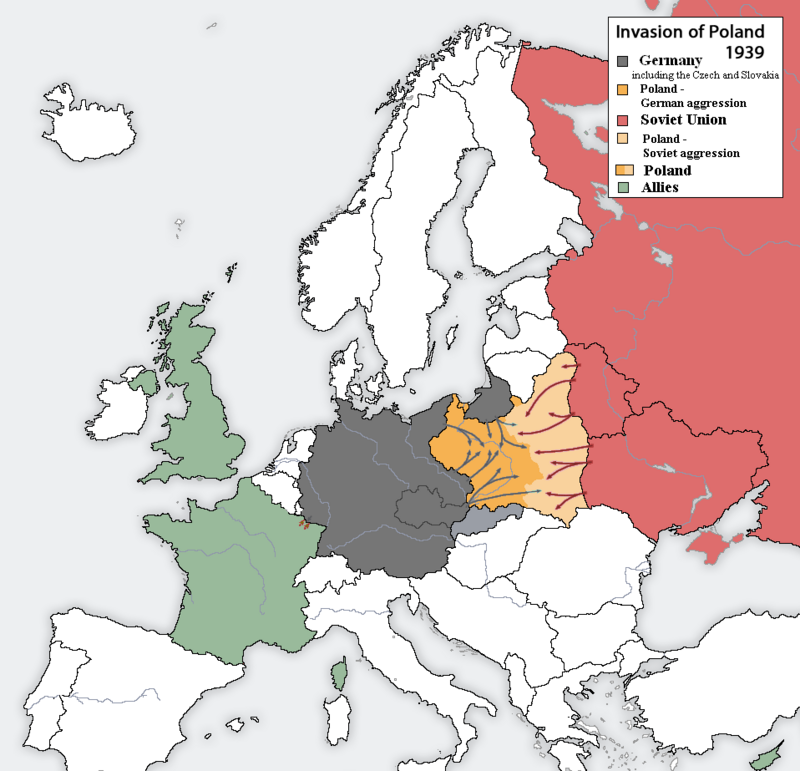 Invasion of Poland
1939
Germany
including the Czech and Slovakia
Poland -
German aggression
Soviet Union
Poland -
Soviet aggression
Poland
Allies